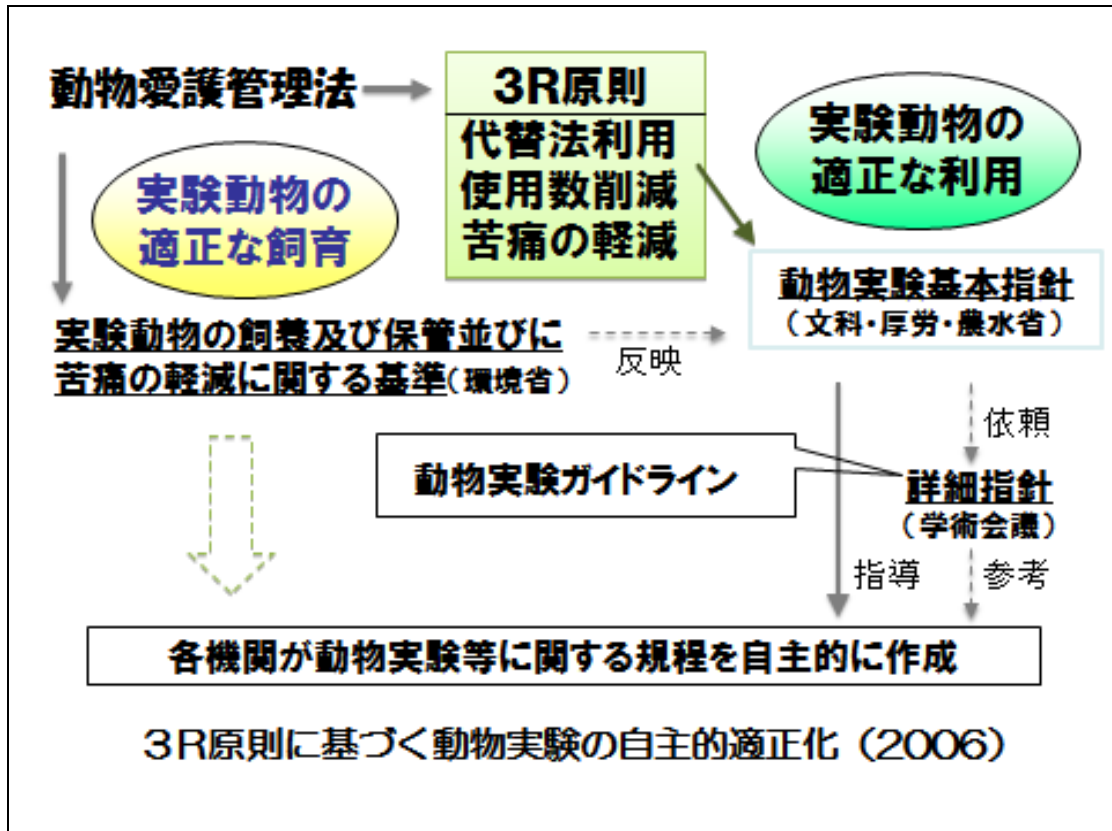 動物愛護管理法
3R原則
代替法利用
使用数削減
苦痛の軽減
実験動物の
適正な利用
実験動物の
適正な飼育
動物実験基本指針
(文科・厚労・農水省)
実験動物の飼養及び保管並びに
苦痛の軽減に関する基準(環境省)
反映
依頼
動物実験ガイドライン
詳細指針
(学術会議)
指導
参考
各機関が動物実験等に関する規程を自主的に作成
3R原則に基づく動物実験の自主的適正化(2006)